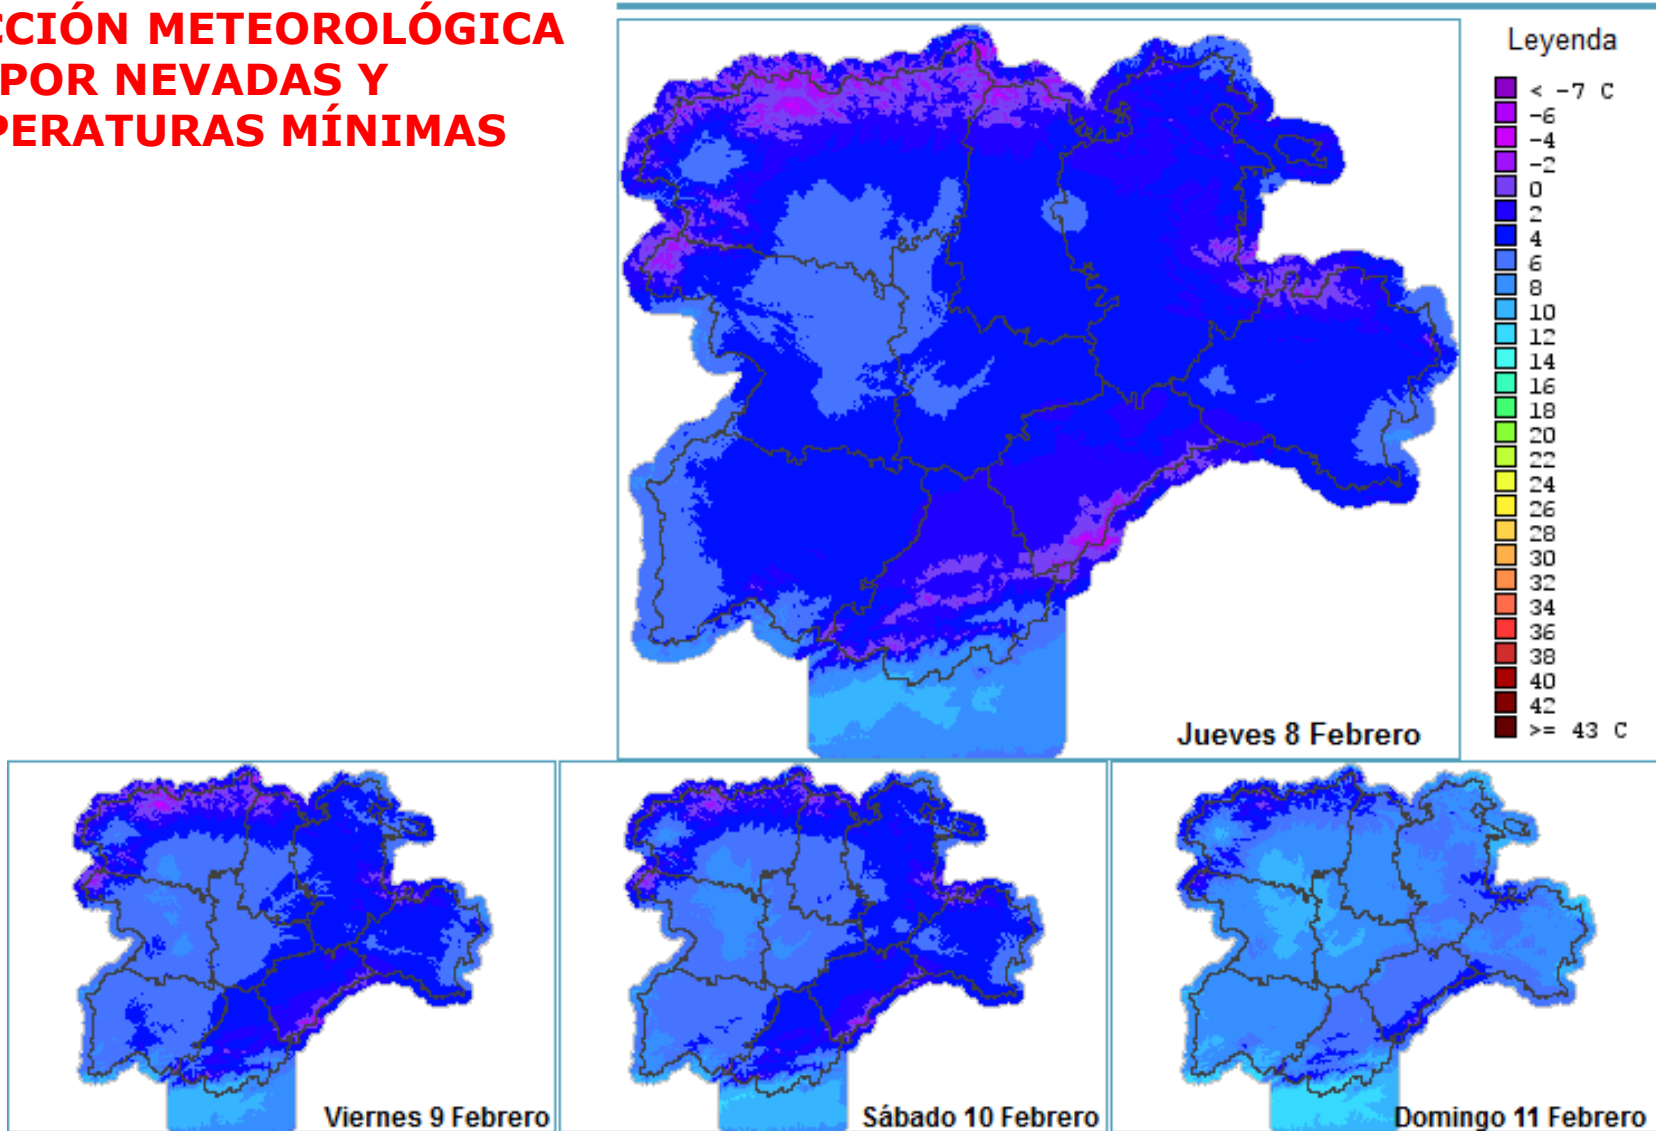 CCIÓN METEOROLÓGICA
POR NEVADAS Y
PERATURAS MÍNIMAS
Leyenda
< -7 C
-6
-4
-2
0
2
4
6
8
10
12
14
16
18
20
22
24
26
28
30
32
34
36
38
40
42
>= 43 C
Jueves 8 Febrero
Viernes 9 Febrero
Sábado 10 Febrero
Domingo 11 Febrero